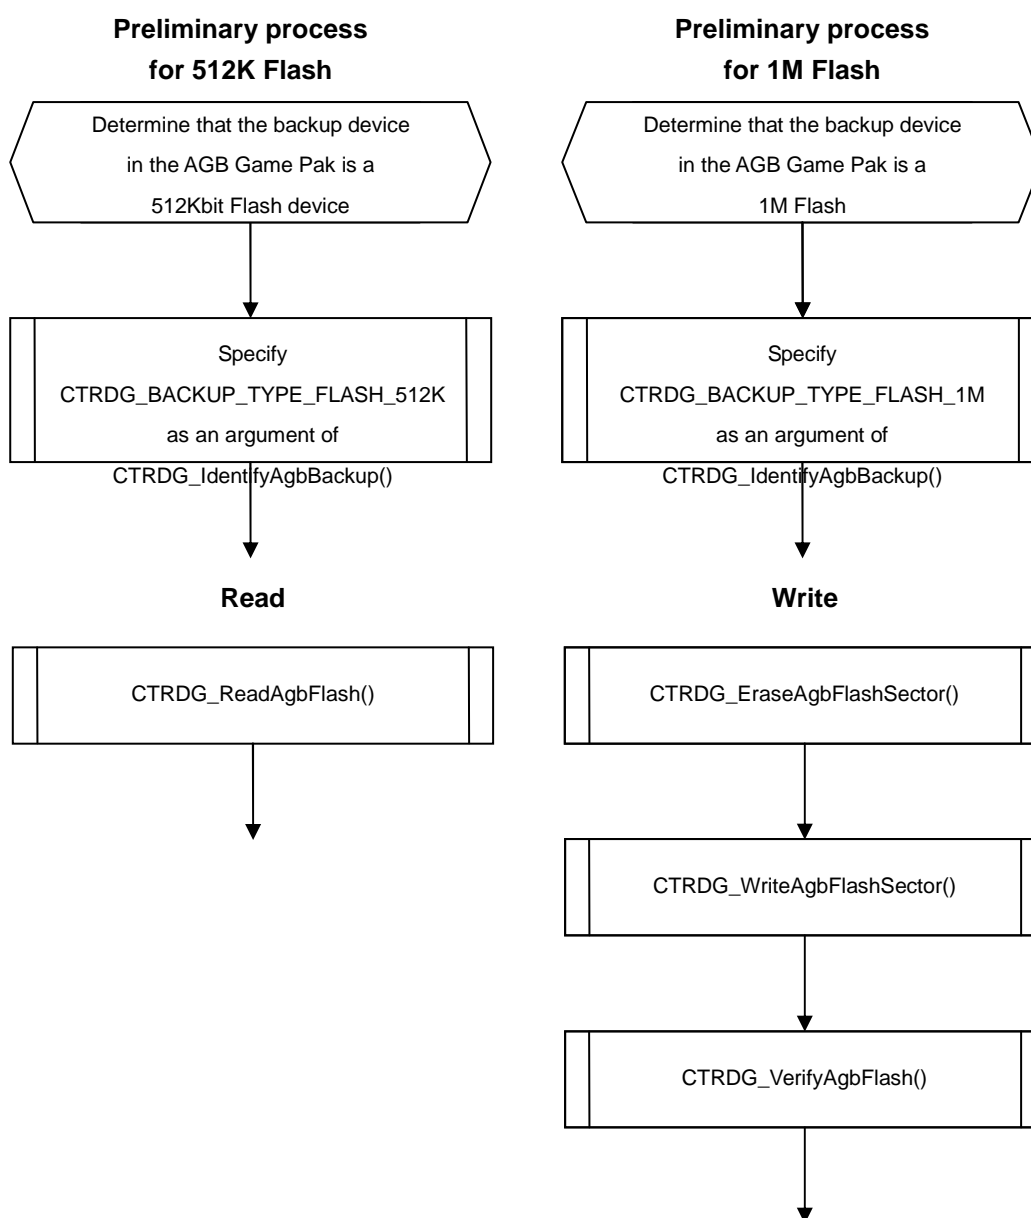 Preliminary process
for 512K Flash
Determine that the backup device
in the AGB Game Pak is a
512Kbit Flash device
Specify
CTRDG_BACKUP_TYPE_FLASH_512K
as an argument of
CTRDG_IdentifyAgbBackup()
Preliminary process
for 1M Flash
Determine that the backup device
in the AGB Game Pak is a
1M Flash
Specify
CTRDG_BACKUP_TYPE_FLASH_1M
as an argument of
CTRDG_IdentifyAgbBackup()
Read
CTRDG_ReadAgbFlash()
Write
CTRDG_EraseAgbFlashSector()
CTRDG_WriteAgbFlashSector()
CTRDG_VerifyAgbFlash()